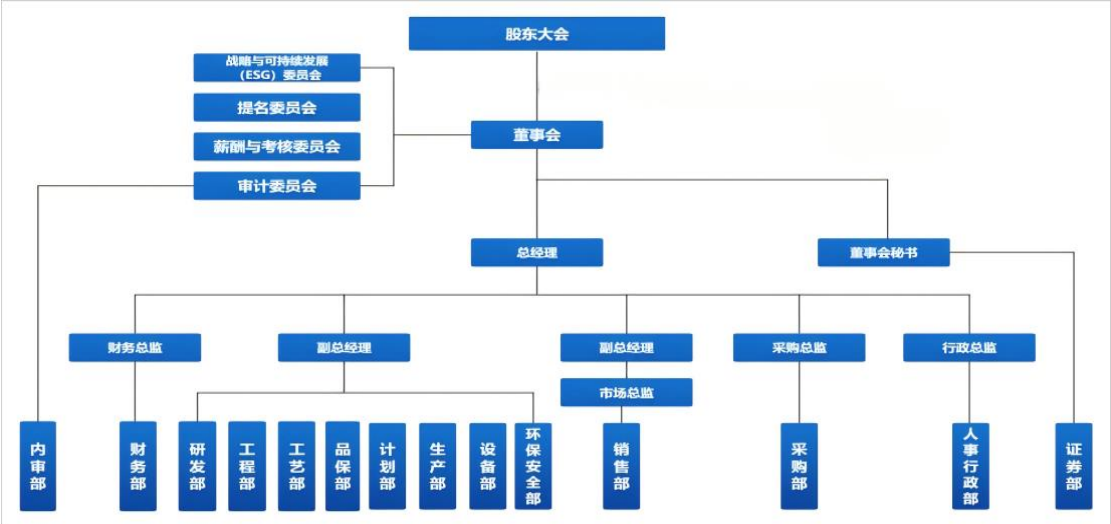 股东大会
战略与可持续发展
（ESG）委员会
提名委员会
董事会
薪酬与考核委员会
审计委员会
总经理
董事会秘书
财务总监
副总经理
副总经理
采购总监
行政总监
市场总监
内审部
财务部
研发部
工程部
工艺部
品保部
计划部
生产部
设备部
环保安全部
销售部
采购部
人事行政部
证券部